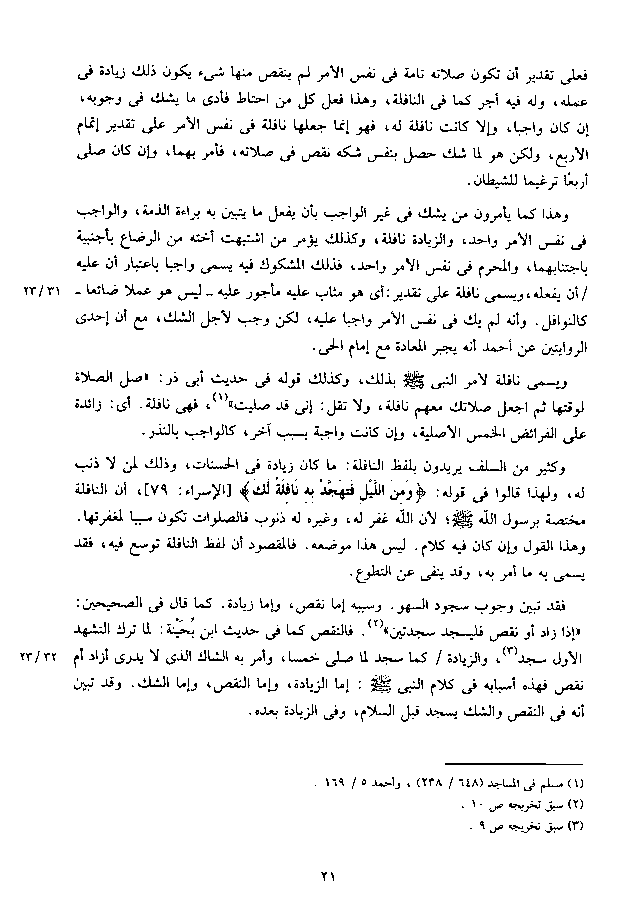 فعلى تقدير أن تكون صلاته تامة فى نفس الأمر لم ينقص منها شىء يكون ذلك زيادة فى
عمله، وله فيه أجر كما فى النافلة، وهذا فعل كل من احتاط فأدى ما يشك فى وجوبه،
إن كان واجبا، وإلا كانت نافلة له، فهو إنما جعلها نافلة فى نفس الأمر على تقدير إتمام
الأربع، ولكن هو لما شك حصل بنفس شكه نقص فى صلاته، فأمر بهما، وإن كان صلى
أربعًا ترغيما للشيطان.
وهذا كما يأمرون من يشك فى غير الواجب بأن يفعل ما يتبين به براءة الذمة، والواجب
فى نفس الأمر واحد، والزيادة نافلة، وكذلك يؤمر من اشتبهت أخته من الرضاع بأجنبية
باجتنابهما، والمحرم فى نفس الأمر واحد، فذلك المشكوك فيه يسمى واجبا باعتبار أن عليه
٢٣/٣١ / أن يفعله، ويسمى نافلة على تقدير: أى هو مثاب عليه مأجور عليه ــ ليس هو عملا ضائعا ــ
كالنوافل. وأنه لم يك فى نفس الأمر واجبا عليه، لكن وجب لأجل الشك، مع أن إحدى
الروايتين عن أحمد أنه يجبر المعادة مع إمام الحى.
ويسمى نافلة لأمر النبى ﷺ بذلك، وكذلك قوله فى حديث أبى ذر: «صل الصلاة
لوقتها ثم اجعل صلاتك معهم نافلة، ولا تقل: إنى قد صليت»(١)، فهى نافلة. أى: زائدة
على الفرائض الخمس الأصلية، وإن كانت واجبة بسبب آخر، كالواجب بالنذر.
وكثير من السلف يريدون بلفظ النافلة: ما كان زيادة فى الحسنات، وذلك لمن لا ذنب
له، ولهذا قالوا فى قوله: ﴿وَمِنَ اللَّيْلِ فَتَهَجَّدْ بِهِ نَافِلَةً لَكَ﴾ [الإسراء: ٧٩]، أن النافلة
مختصة برسول الله ﷺ؛ لأن الله غفر له، وغيره له ذنوب فالصلوات تكون سببا لمغفرتها.
وهذا القول وإن كان فيه كلام. ليس هذا موضعه. فالمقصود أن لفظ النافلة توسع فيه، فقد
يسمى به ما أمر به، وقد ينفى عن التطوع.
فقد تبين وجوب سجود السهو. وسببه إما نقص، وإما زيادة. كما قال فى الصحيحين:
«إذا زاد أو نقص فليسجد سجدتين»(٢). فالنقص كما فى حديث ابن بُحَيْنة: لما ترك التشهد
٢٣/٣٢ الأول سجد(٣)، والزيادة / كما سجد لما صلى خمسا، وأمر به الشاك الذى لا يدرى أزاد أم
نقص فهذه أسبابه فى كلام النبى ﷺ : إما الزيادة، وإما النقص، وإما الشك. وقد تبين
أنه فى النقص والشك يسجد قبل السلام، وفى الزيادة بعده.
(١) مسلم فى المساجد (٦٤٨ / ٢٣٨) ، وأحمد ٥ / ١٦٩ .
(٢) سبق تخريجه ص ١٠ .
(٣) سبق تخريجه ص ٩ .
٢١